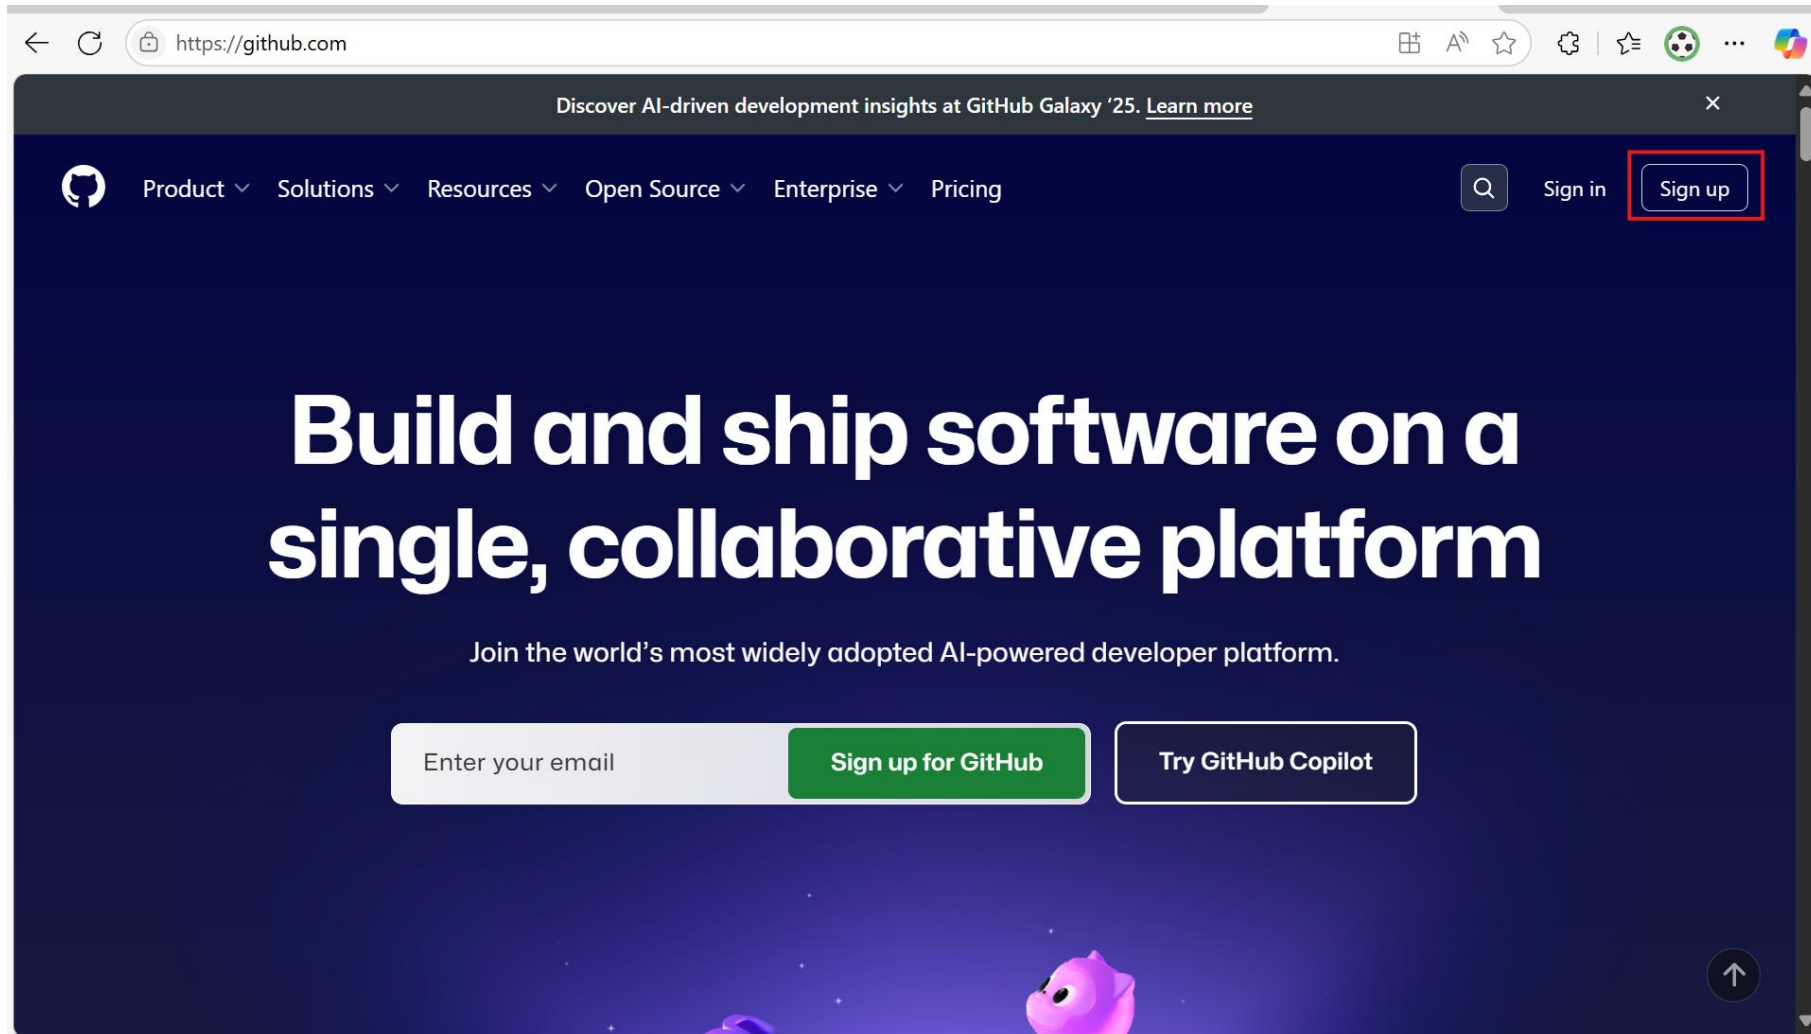 https://github.com
Discover AI-driven development insights at GitHub Galaxy ‘25. Learn more
Product Solutions Resources Open Source Enterprise Pricing Sign in Sign up
Build and ship software on a
single, collaborative platform
Join the world’s most widely adopted AI-powered developer platform.
Enter your email Sign up for GitHub Try GitHub Copilot